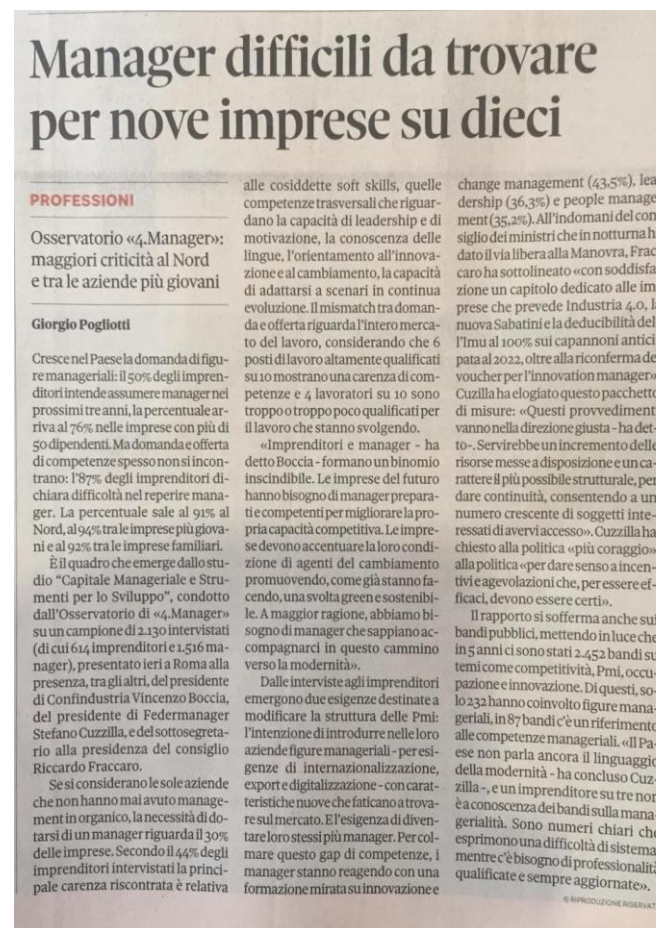 Manager difficili da trovare
per nove imprese su dieci
PROFESSIONI
Osservatorio «4.Manager»:
maggiori criticità al Nord
e tra le aziende più giovani
Giorgio Pogliotti
Cresce nel Paese la domanda di figu-
re manageriali: il 50% degli impren-
ditori intende assumere manager nei
prossimi tre anni, la percentuale ar-
riva al 76% nelle imprese con più di
50 dipendenti. Ma domanda e offerta
di competenze spesso non si incon-
trano: l'87% degli imprenditori di-
chiara difficoltà nel reperire mana-
ger. La percentuale sale al 91% al
Nord, al 94% tra le imprese più giova-
ni e al 92% tra le imprese familiari.
È il quadro che emerge dallo stu-
dio “Capitale Manageriale e Stru-
menti per lo Sviluppo”, condotto
dall'Osservatorio di «4.Manager»
su un campione di 2.130 intervistati
(di cui 614 imprenditori e 1.516 ma-
nager), presentato ieri a Roma alla
presenza, tra gli altri, del presidente
di Confindustria Vincenzo Boccia,
del presidente di Federmanager
Stefano Cuzzilla, e del sottosegreta-
rio alla presidenza del consiglio
Riccardo Fraccaro.
Se si considerano le sole aziende
che non hanno mai avuto manage-
ment in organico, la necessità di do-
tarsi di un manager riguarda il 30%
delle imprese. Secondo il 44% degli
imprenditori intervistati la princi-
pale carenza riscontrata è relativa
alle cosiddette soft skills, quelle
competenze trasversali che riguar-
dano la capacità di leadership e di
motivazione, la conoscenza delle
lingue, l'orientamento all'innova-
zione e al cambiamento, la capacità
di adattarsi a scenari in continua
evoluzione. Il mismatch tra doman-
da e offerta riguarda l'intero merca-
to del lavoro, considerando che 6
posti di lavoro altamente qualificati
su 10 mostrano una carenza di com-
petenze e 4 lavoratori su 10 sono
troppo o troppo poco qualificati per
il lavoro che stanno svolgendo.
«Imprenditori e manager - ha
detto Boccia - formano un binomio
inscindibile. Le imprese del futuro
hanno bisogno di manager prepara-
ti e competenti per migliorare la pro-
pria capacità competitiva. Le impre-
se devono accentuare la loro condi-
zione di agenti del cambiamento
promuovendo, come già stanno fa-
cendo, una svolta green e sostenibi-
le. A maggior ragione, abbiamo bi-
sogno di manager che sappiano ac-
compagnarci in questo cammino
verso la modernità».
Dalle interviste agli imprenditori
emergono due esigenze destinate a
modificare la struttura delle Pmi:
l'intenzione di introdurre nelle loro
aziende figure manageriali - per esi-
genze di internazionalizzazione,
export e digitalizzazione - con carat-
teristiche nuove che faticano a trova-
re sul mercato. E l'esigenza di diven-
tare loro stessi più manager. Per col-
mare questo gap di competenze, i
manager stanno reagendo con una
formazione mirata su innovazione e
change management (43,5%), lea
dership (36,3%) e people manage
ment (35,2%). All'indomani del con
siglio dei ministri che in notturna h
dato il via libera alla Manovra, Frac
caro ha sottolineato «con soddisfa
zione un capitolo dedicato alle im
prese che prevede Industria 4.0, l
nuova Sabatini e la deducibilità del
l'Imu al 100% sui capannoni antici
pata al 2022, oltre alla riconferma de
voucher per l'innovation manager»
Cuzilla ha elogiato questo pacchetto
di misure: «Questi provvediment
vanno nella direzione giusta - ha det
to-. Servirebbe un incremento delle
risorse messe a disposizione e un ca-
rattere il più possibile strutturale, per
dare continuità, consentendo a un
numero crescente di soggetti inte-
ressati di avervi accesso». Cuzzilla ha
chiesto alla politica «più coraggio»
alla politica «per dare senso a incen-
tivi e agevolazioni che, per essere ef-
ficaci, devono essere certi».
Il rapporto si sofferma anche sui
bandi pubblici, mettendo in luce che
in 5 anni ci sono stati 2.452 bandi su
temi come competitività, Pmi, occu-
pazione e innovazione. Di questi, so-
lo 232 hanno coinvolto figure mana-
geriali, in 87 bandi c'è un riferimento
alle competenze manageriali. «Il Pa-
ese non parla ancora il linguaggio
della modernità - ha concluso Cuz-
zilla -, e un imprenditore su tre non
è a conoscenza dei bandi sulla mana-
gerialità. Sono numeri chiari che
esprimono una difficoltà di sistema
mentre c'è bisogno di professionalità
qualificate e sempre aggiornate».
© RIPRODUZIONE RISERVAT